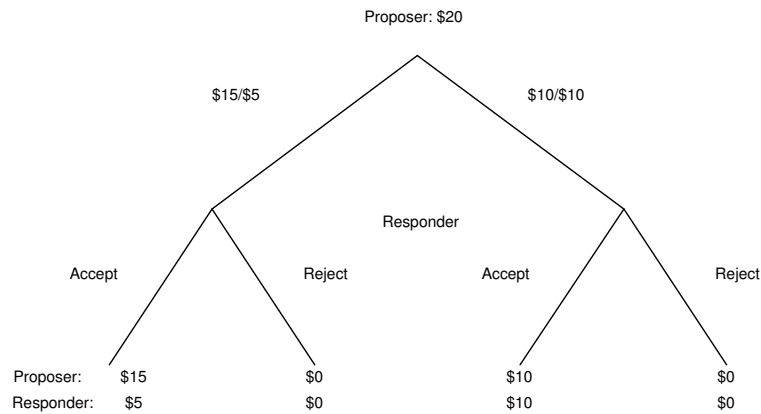 Proposer: $20
$15/$5 $10/$10
Responder
Accept Reject Accept Reject
Proposer: $15 $0 $10 $0
Responder: $5 $0 $10 $0